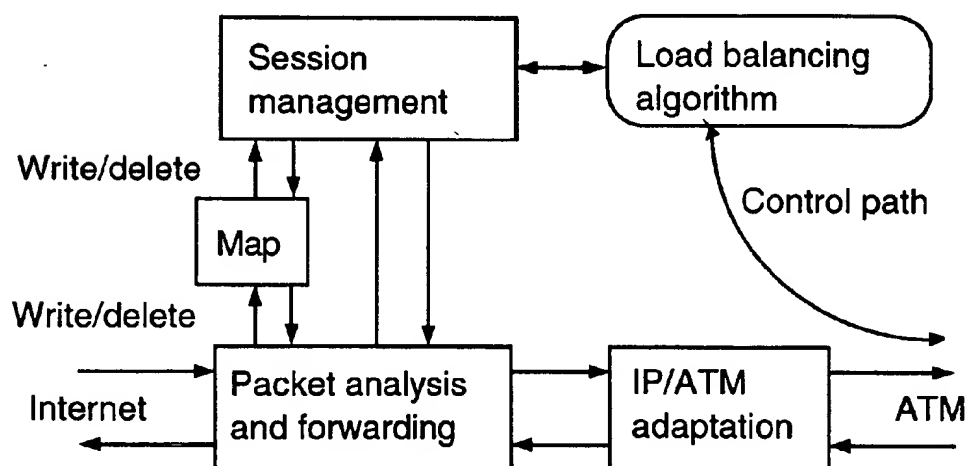 Session
management
Load balancing
algorithm
Write/delete
Map
Control path
Write/delete
Internet
Packet analysis
and forwarding
IP/ATM
adaptation
ATM